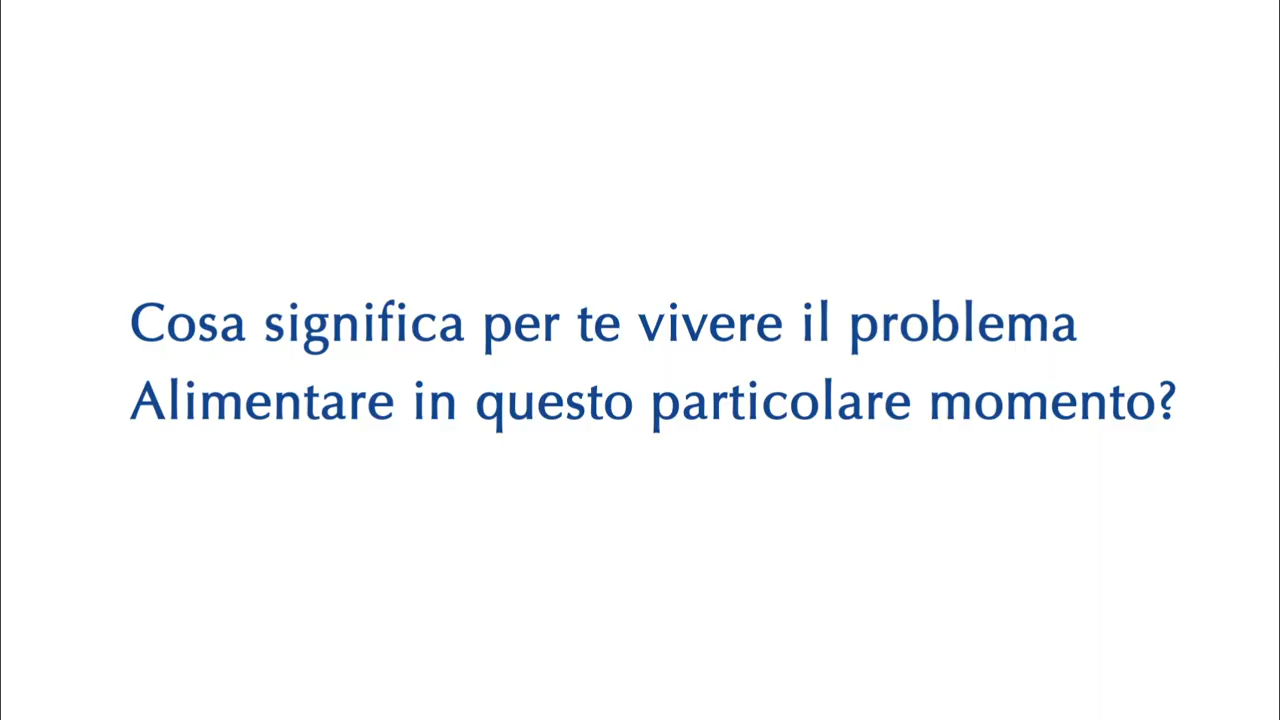 Cosa significa per te vivere il problema
Alimentare in questo particolare momento?